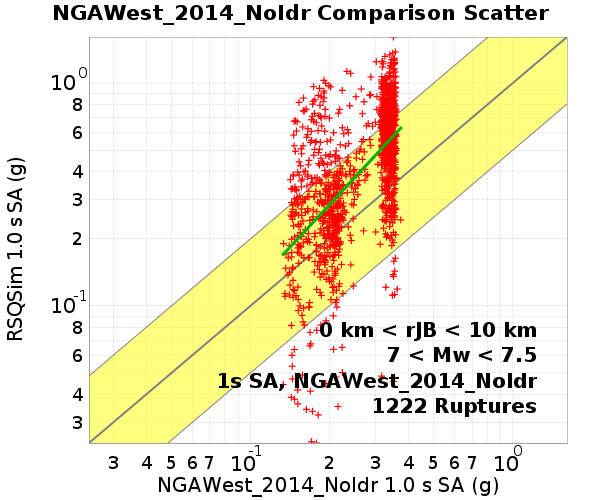 NGAWest_2014_NoIdr Comparison Scatter
RSQSim 1.0 s SA (g)
10⁰
8
6
4
3
2
10⁻¹
8
6
4
3
0 km < rJB < 10 km
7 < Mw < 7.5
1s SA, NGAWest_2014_NoIdr
1222 Ruptures
3 4 5 6 7 10⁻¹ 2 3 4 5 6 7 10⁰
NGAWest_2014_NoIdr 1.0 s SA (g)